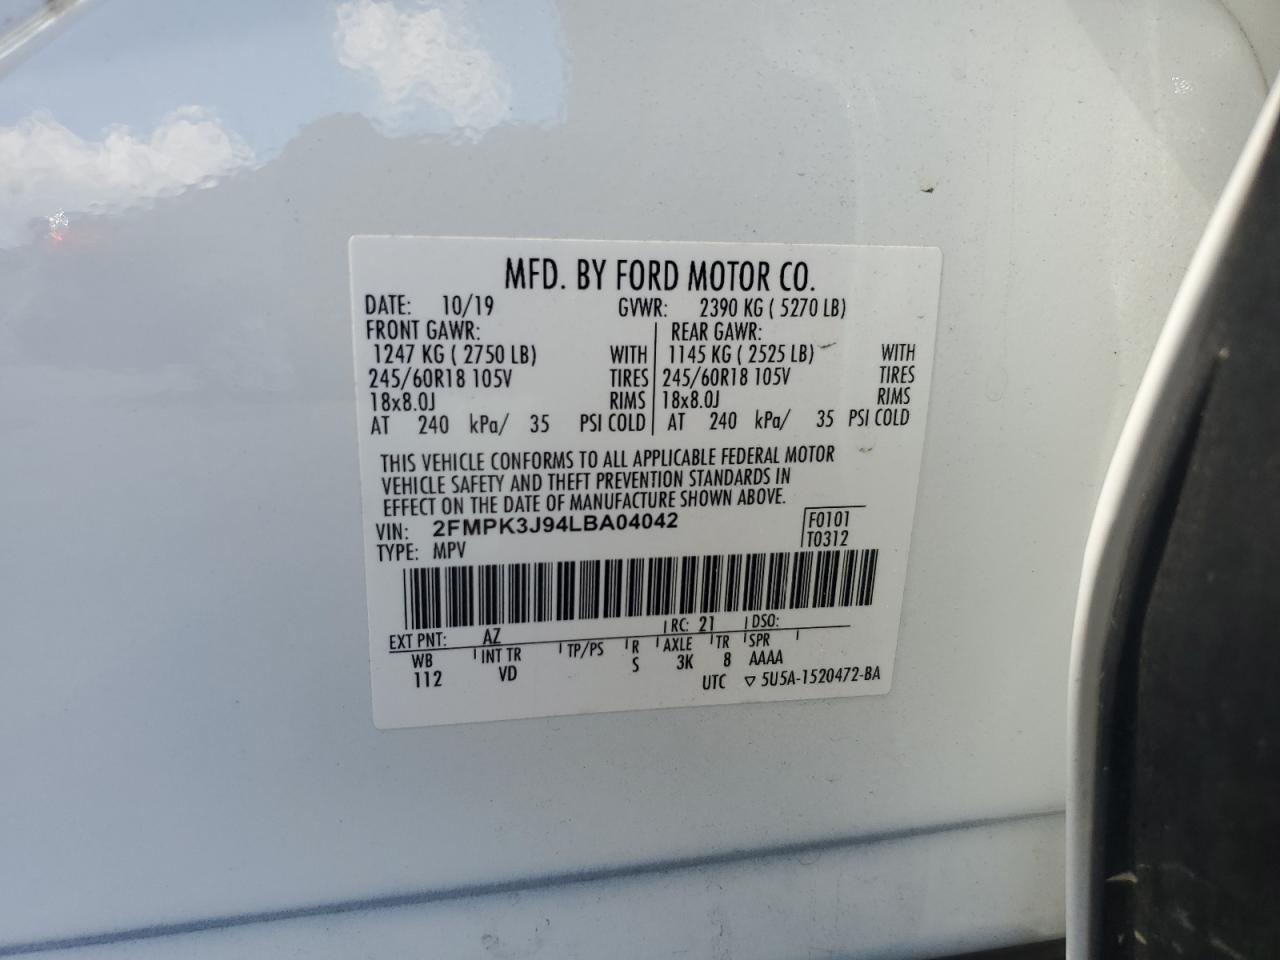 MFD. BY FORD MOTOR CO.
DATE: 10/19 GVWR: 2390 KG ( 5270 LB)
FRONT GAWR: REAR GAWR:
1247 KG ( 2750 LB) WITH 1145 KG ( 2525 LB) WITH
245/60R18 105V TIRES 245/60R18 105V TIRES
18x8.0J RIMS 18x8.0J RIMS
AT 240 kPa/ 35 PSI COLD AT 240 kPa/ 35 PSI COLD
THIS VEHICLE CONFORMS TO ALL APPLICABLE FEDERAL MOTOR
VEHICLE SAFETY AND THEFT PREVENTION STANDARDS IN
EFFECT ON THE DATE OF MANUFACTURE SHOWN ABOVE.
VIN: 2FMPK3J94LBA04042 F0101
TYPE: MPV T0312
EXT PNT: AZ RC: 21 DSO:
WB INT TR TP/PS R AXLE TR SPR
112 VD S 3K 8 AAAA
UTC ▽ 5U5A-1520472-BA